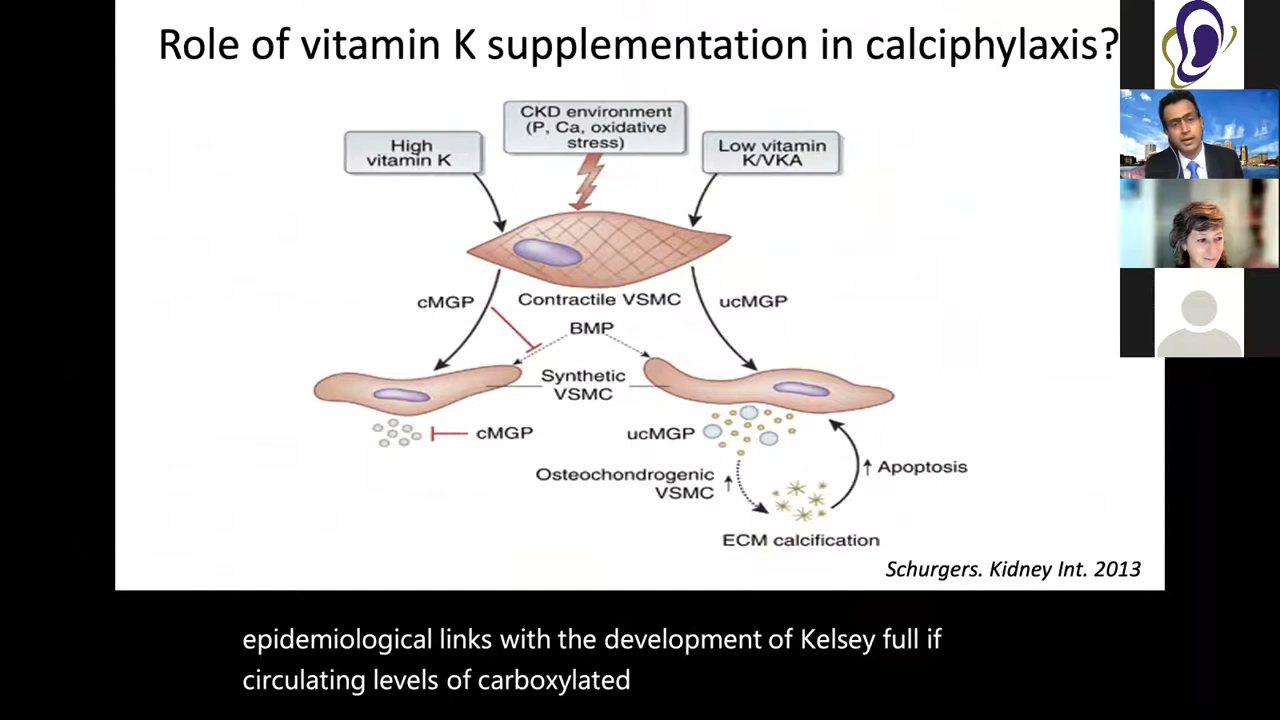 Role of vitamin K supplementation in calciphylaxis?
CKD environment
(P, Ca, oxidative
stress)
High
vitamin K
Low vitamin
K/VKA
cMGP
Contractile VSMC
ucMGP
BMP
Synthetic
VSMC
cMGP
ucMGP
Osteochondrogenic
VSMC
Apoptosis
ECM calcification
Schurgers. Kidney Int. 2013
epidemiological links with the development of Kelsey full if
circulating levels of carboxylated